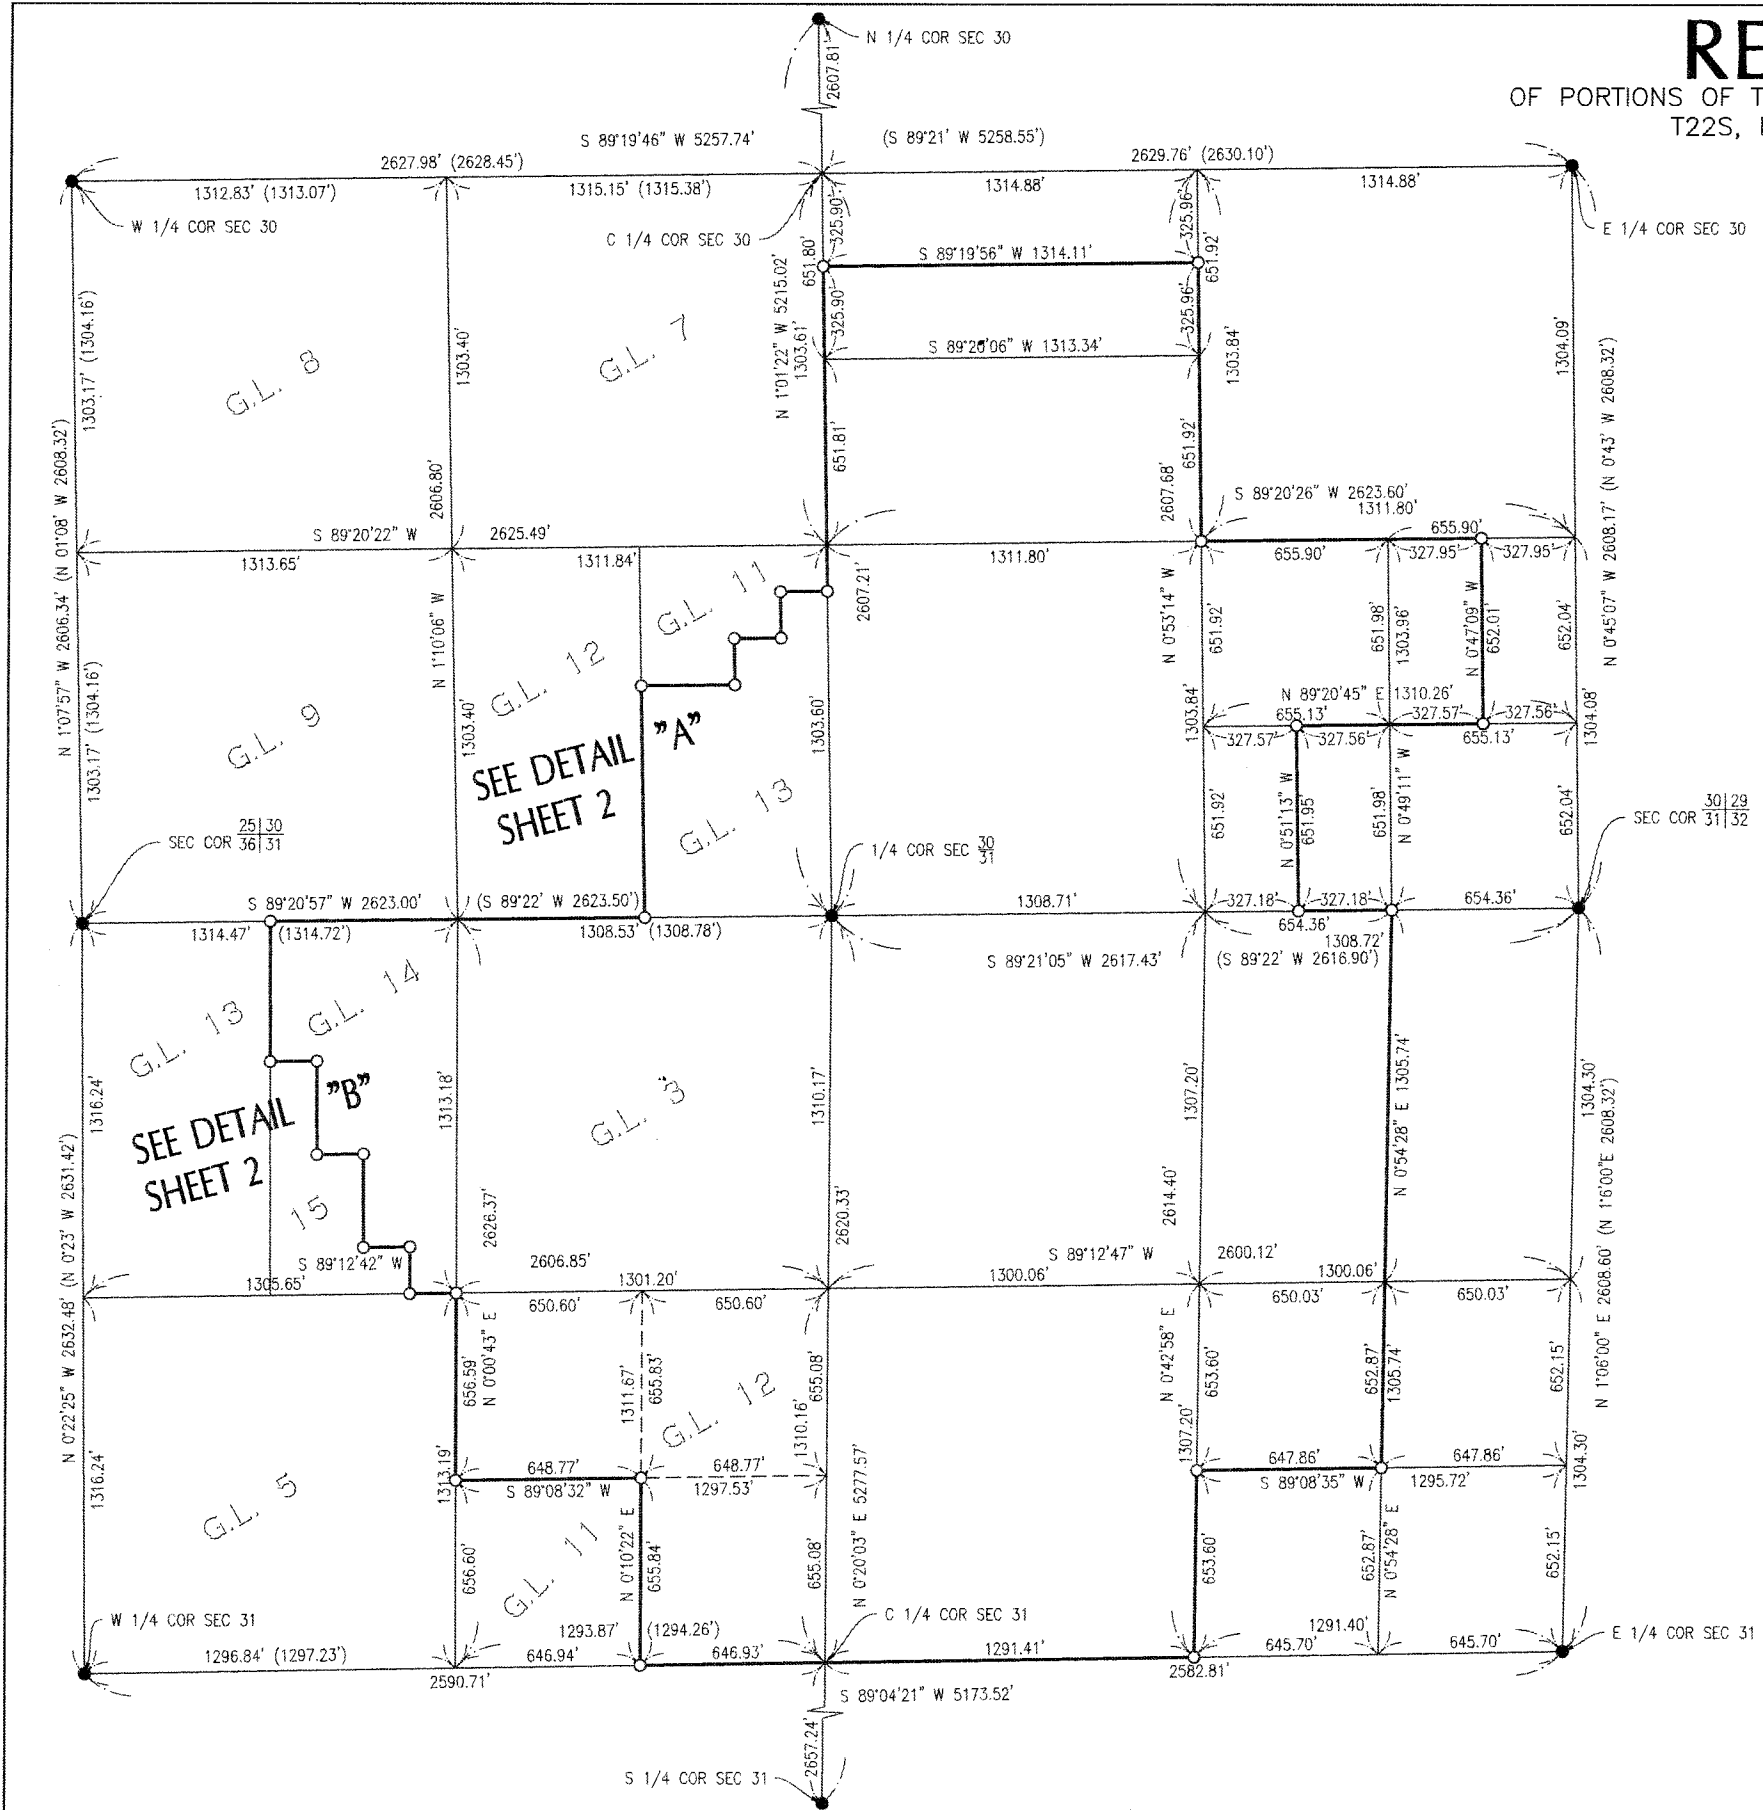 RE
OF PORTIONS OF T
T22S,
N 1/4 COR SEC 30
2607.81
S 89°19'46" W 5257.74'
(S 89°21' W 5258.55')
2627.98' (2628.45')
2629.76' (2630.10')
1312.83' (1313.07')
1315.15' (1315.38')
1314.88'
1314.88'
W 1/4 COR SEC 30
C 1/4 COR SEC 30
E 1/4 COR SEC 30
325.90'
651.80'
325.96'
651.92'
S 89°19'56" W 1314.11'
325.90'
325.96'
S 89°20'06" W 1313.34'
N 1°01'22" W 5215.02'
1303.61'
1303.84'
1304.09'
1303.17' (1304.16')
1303.40'
G.L. 8
G.L. 7
651.81'
651.92'
2606.80'
2607.68'
N 1°07'57" W 2606.34' (N 01°08' W 2608.32')
N 0°45'07" W 2608.17' (N 0°43' W 2608.32')
S 89°20'26" W 2623.60'
1311.80'
S 89°20'22" W
2625.49'
655.90'
1313.65'
1311.84'
1311.80'
655.90'
327.95'
327.95'
G.L. 11
2607.21'
N 1°10'06" W
N 0°53'14" W
651.92'
651.98'
1303.96'
N 0°47'09" W
652.01'
652.04'
G.L. 12
G.L. 9
1303.17' (1304.16')
1303.40'
1303.60'
1303.84'
N 89°20'45" E 1310.26'
655.13'
327.57'
327.56'
327.57'
327.56'
655.13'
1304.08'
SEE DETAIL "A"
SHEET 2
G.L. 13
651.92'
N 0°51'13" W
651.95'
651.98'
N 0°49'11" W
652.04'
SEC COR 25|30
36|31
1/4 COR SEC 30
31
SEC COR 30|29
31|32
S 89°20'57" W 2623.00'
(S 89°22' W 2623.50')
1314.47'
(1314.72')
1308.53' (1308.78')
1308.71'
327.18'
327.18'
654.36'
654.36'
1308.72'
S 89°21'05" W 2617.43'
(S 89°22' W 2616.90')
G.L. 13
G.L. 14
1316.24'
1313.18'
G.L. 3
1310.17'
1307.20'
N 0°54'28" E 1305.74'
1304.30'
SEE DETAIL "B"
SHEET 2
15
N 0°22'25" W 2632.48' (N 0°23' W 2631.42')
2626.37'
2620.33'
2614.40'
N 1°06'00" E 2608.60' (N 1°6'00"E 2608.32')
S 89°12'42" W
2606.85'
S 89°12'47" W
2600.12'
1305.65'
1301.20'
1300.06'
1300.06'
650.60'
650.60'
650.03'
650.03'
656.59'
N 0°00'43" E
1311.67'
655.83'
655.08'
1310.16'
N 0°42'58" E
653.60'
652.87'
1305.74'
652.15'
G.L. 12
1313.19'
648.77'
648.77'
S 89°08'32" W
1297.53'
1307.20'
647.86'
647.86'
S 89°08'35" W
1295.72'
1304.30'
1316.24'
G.L. 5
G.L. 11
656.60'
N 0°10'22" E
655.84'
655.08'
N 0°20'03" E 5277.57'
653.60'
652.87'
N 0°54'28" E
652.15'
W 1/4 COR SEC 31
C 1/4 COR SEC 31
E 1/4 COR SEC 31
1296.84' (1297.23')
1293.87'
(1294.26')
646.94'
646.93'
1291.41'
1291.40'
645.70'
645.70'
2590.71'
2582.81'
S 89°04'21" W 5173.52'
2657.24'
S 1/4 COR SEC 31